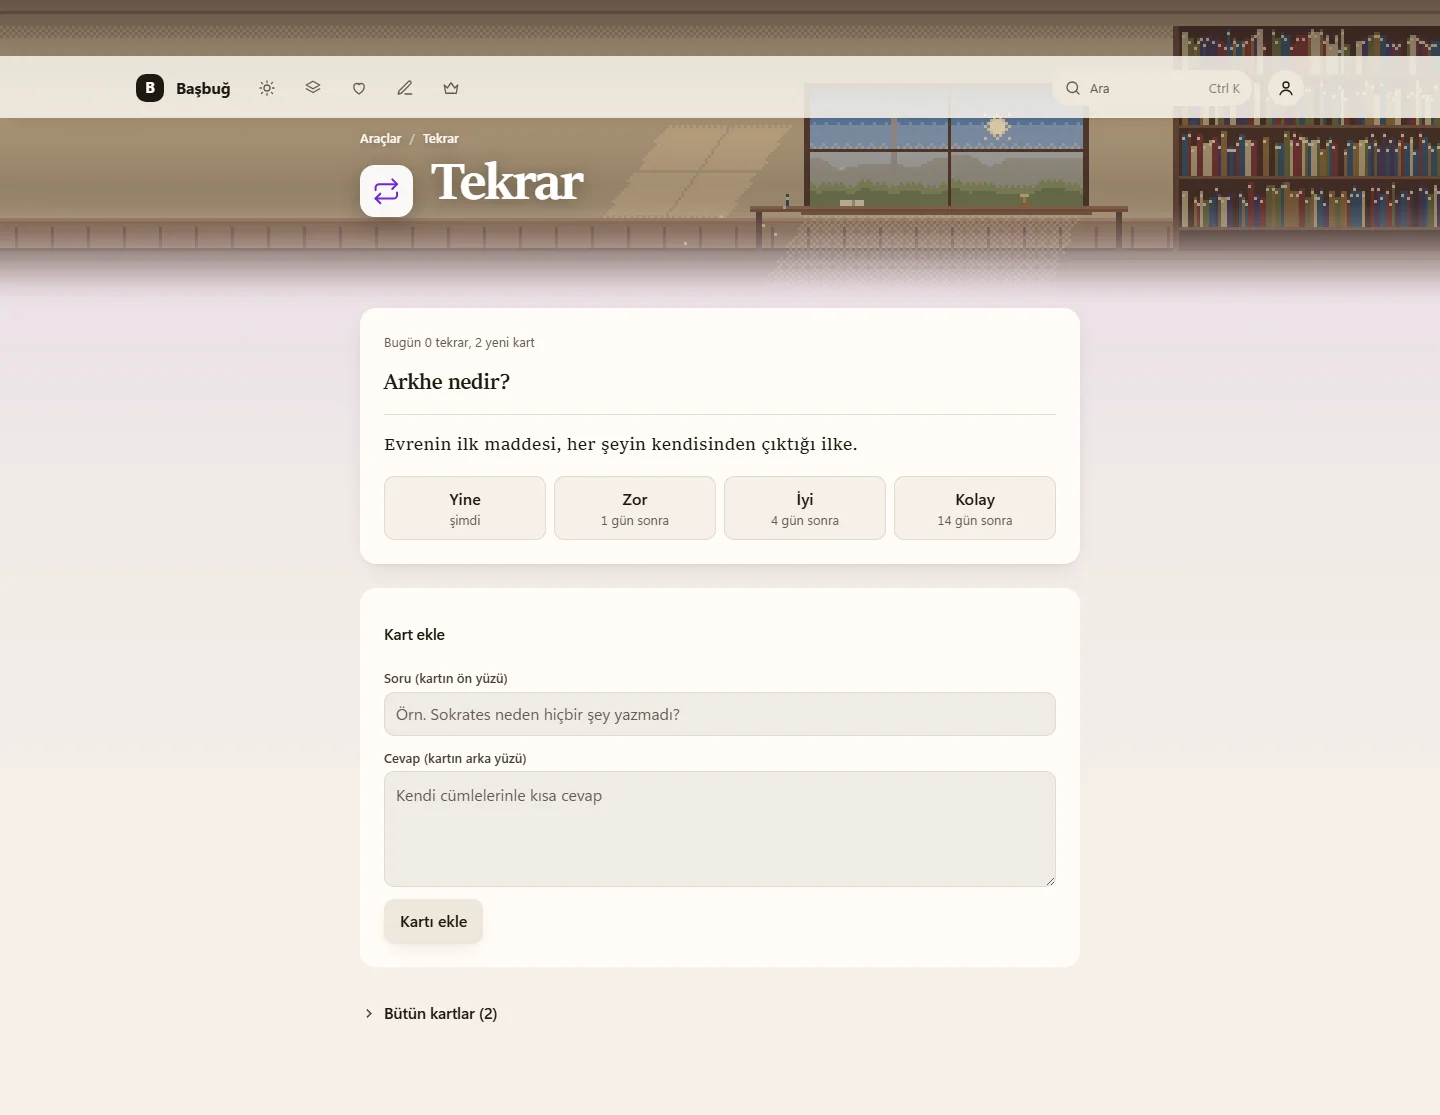 B Başbuğ
Ara Ctrl K
Araçlar / Tekrar
Tekrar
Bugün 0 tekrar, 2 yeni kart
Arkhe nedir?
Evrenin ilk maddesi, her şeyin kendisinden çıktığı ilke.
Yine
şimdi
Zor
1 gün sonra
İyi
4 gün sonra
Kolay
14 gün sonra
Kart ekle
Soru (kartın ön yüzü)
Örn. Sokrates neden hiçbir şey yazmadı?
Cevap (kartın arka yüzü)
Kendi cümlelerinle kısa cevap
Kartı ekle
Bütün kartlar (2)